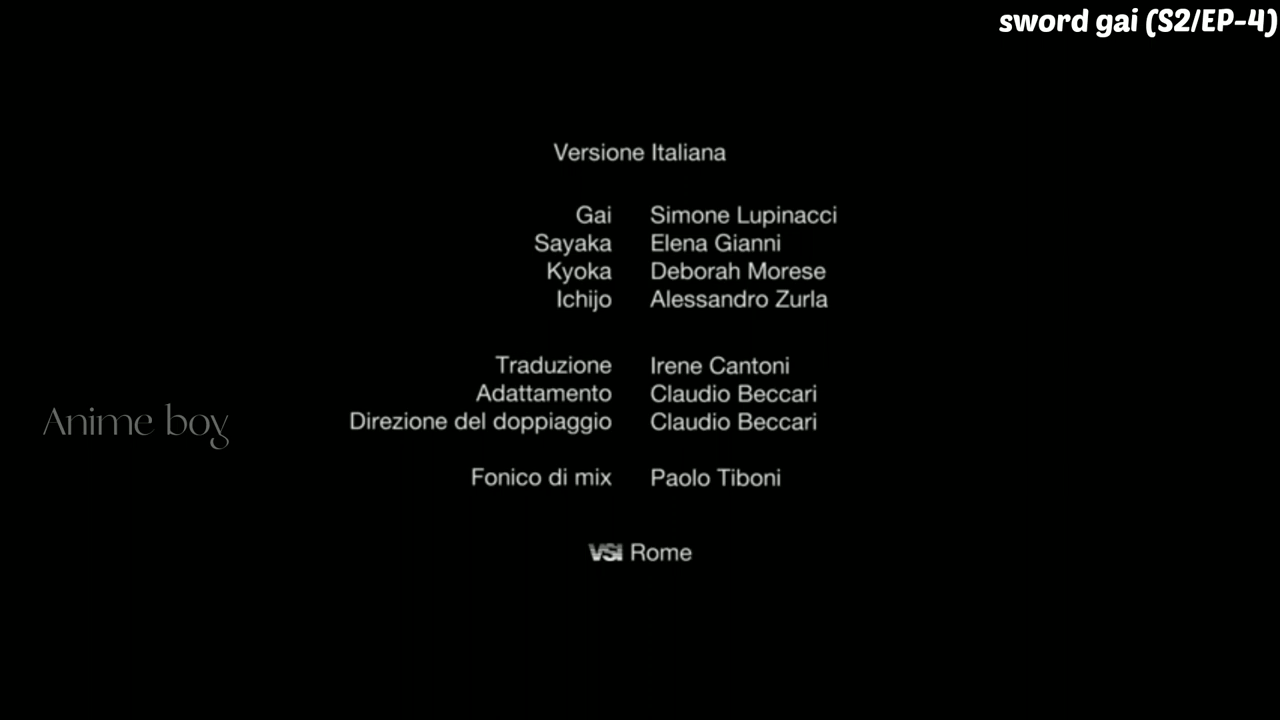 sword gai (S2/EP-4)
Versione Italiana
Gai Simone Lupinacci
Sayaka Elena Gianni
Kyoka Deborah Morese
Ichijo Alessandro Zurla
Traduzione Irene Cantoni
Adattamento Claudio Beccari
Anime boy
Direzione del doppiaggio Claudio Beccari
Fonico di mix Paolo Tiboni
VSI Rome